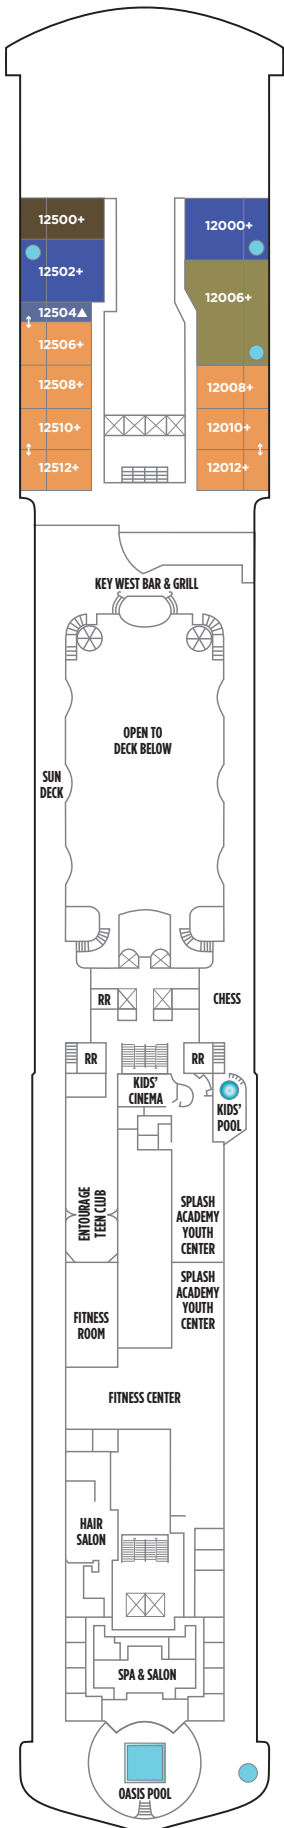 12500+
12000+
12502+
12006+
12504▲
12506+
12508+
12008+
12510+
12010+
12512+
12012+
KEY WEST BAR & GRILL
OPEN TO
DECK BELOW
SUN
DECK
RR
CHESS
RR
RR
KIDS'
CINEMA
KIDS'
POOL
ENTOURAGE
TEEN CLUB
SPLASH
ACADEMY
YOUTH
CENTER
SPLASH
ACADEMY
YOUTH
CENTER
FITNESS
ROOM
FITNESS CENTER
HAIR
SALON
SPA & SALON
OASIS POOL